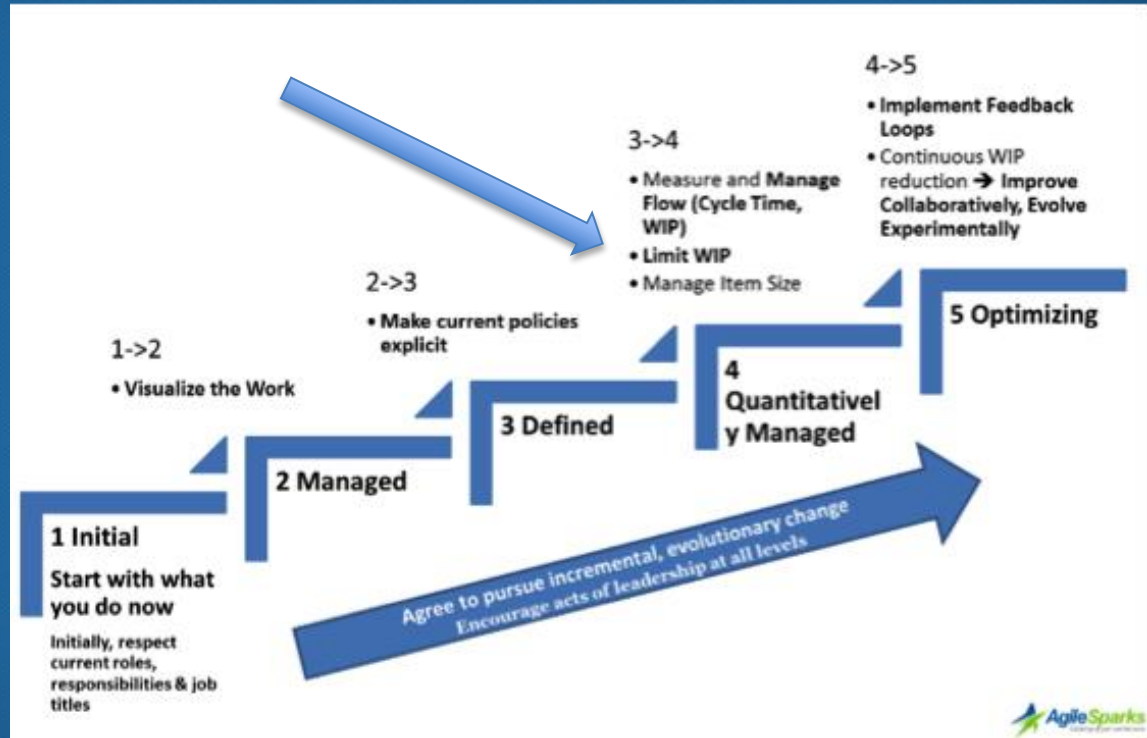 4->5
• Implement Feedback
Loops
• Continuous WIP
reduction ➔ Improve
Collaboratively, Evolve
Experimentally
3->4
• Measure and Manage
Flow (Cycle Time,
WIP)
• Limit WIP
• Manage Item Size
2->3
• Make current policies
explicit
1->2
• Visualize the Work
5 Optimizing
4
Quantitativel
y Managed
3 Defined
2 Managed
1 Initial
Start with what
you do now
Initially, respect
current roles,
responsibilities & job
titles
Agree to pursue incremental, evolutionary change
Encourage acts of leadership at all levels
AgileSparks